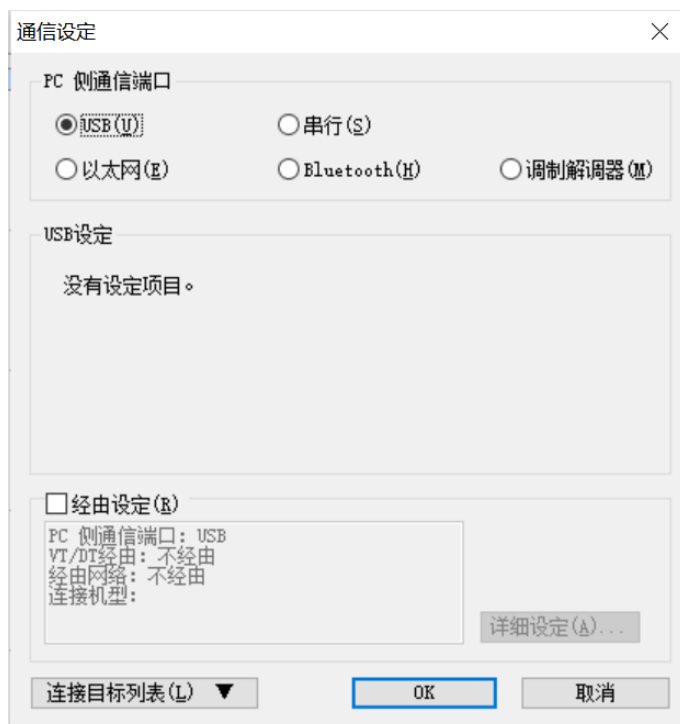 通信设定
PC 侧通信端口
USB(U) 串行(S)
以太网(E) Bluetooth(H) 调制解调器(M)
USB设定
没有设定项目。
经由设定(R)
PC 侧通信端口: USB
VT/DT经由: 不经由
经由网络: 不经由
连接机型:
详细设定(A)...
连接目标列表(L) ▼ OK 取消